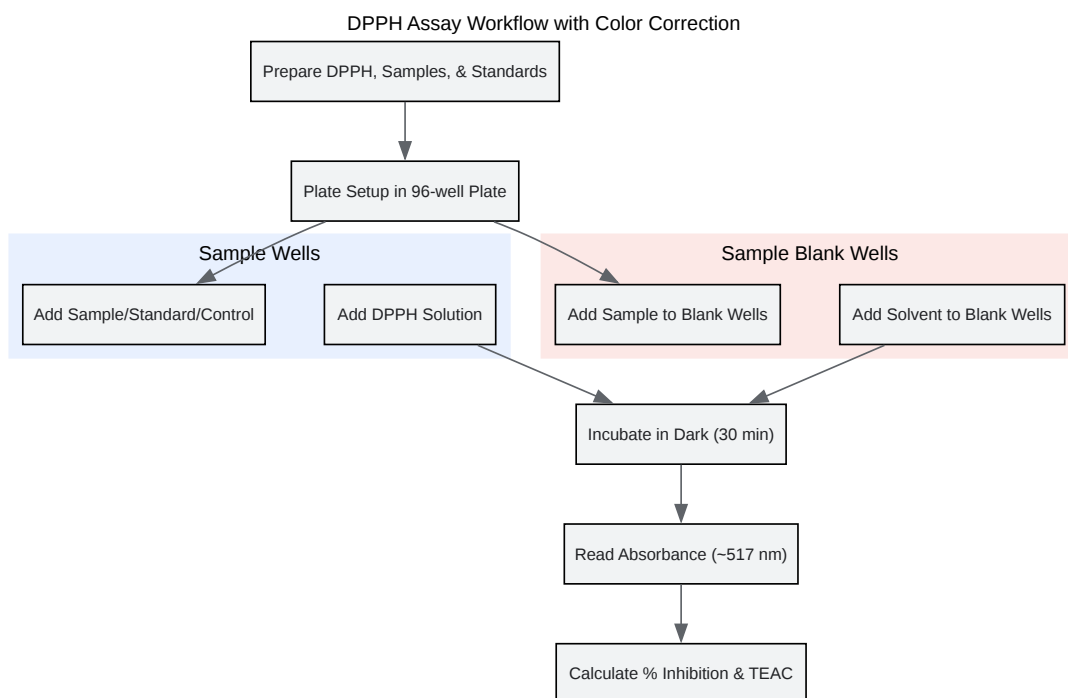 DPPH Assay Workflow with Color Correction
Prepare DPPH, Samples, & Standards
Plate Setup in 96-well Plate
Sample Wells
Sample Blank Wells
Add Sample/Standard/Control
Add DPPH Solution
Add Sample to Blank Wells
Add Solvent to Blank Wells
Incubate in Dark (30 min)
Read Absorbance (~517 nm)
Calculate % Inhibition & TEAC